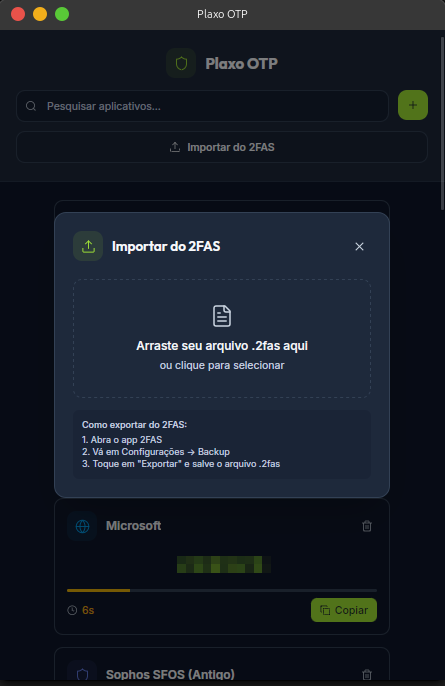 Plaxo OTP
Plaxo OTP
Pesquisar aplicativos...
+
Importar do 2FAS
Importar do 2FAS
Arraste seu arquivo .2fas aqui
ou clique para selecionar
Como exportar do 2FAS:
1. Abra o app 2FAS
2. Vá em Configurações → Backup
3. Toque em "Exportar" e salve o arquivo .2fas
Microsoft
6s
Copiar
Sophos SFOS (Antigo)